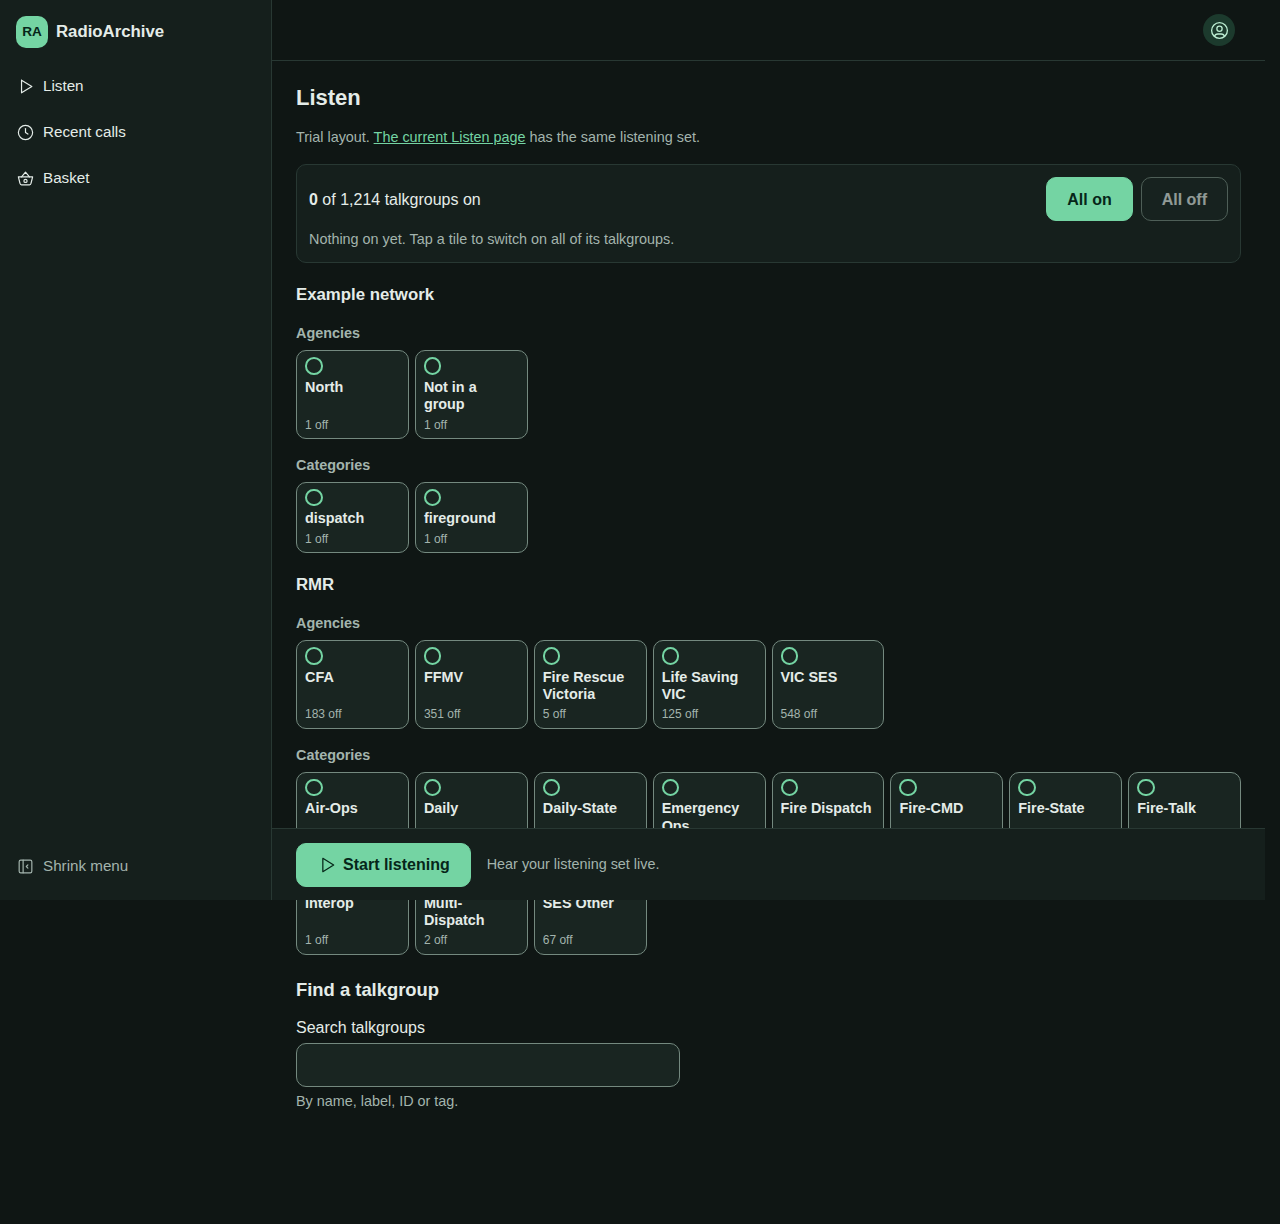 RA RadioArchive
Listen
Recent calls
Basket
Shrink menu
Listen
Trial layout. The current Listen page has the same listening set.
0 of 1,214 talkgroups on
All on
All off
Nothing on yet. Tap a tile to switch on all of its talkgroups.
Example network
Agencies
North
1 off
Not in a
group
1 off
Categories
dispatch
1 off
fireground
1 off
RMR
Agencies
CFA
183 off
FFMV
351 off
Fire Rescue
Victoria
5 off
Life Saving
VIC
125 off
VIC SES
548 off
Categories
Air-Ops
Daily
Daily-State
Emergency
Ops
Fire Dispatch
Fire-CMD
Fire-State
Fire-Talk
Start listening
Hear your listening set live.
Interop
1 off
Multi-
Dispatch
2 off
SES Other
67 off
Find a talkgroup
Search talkgroups
By name, label, ID or tag.